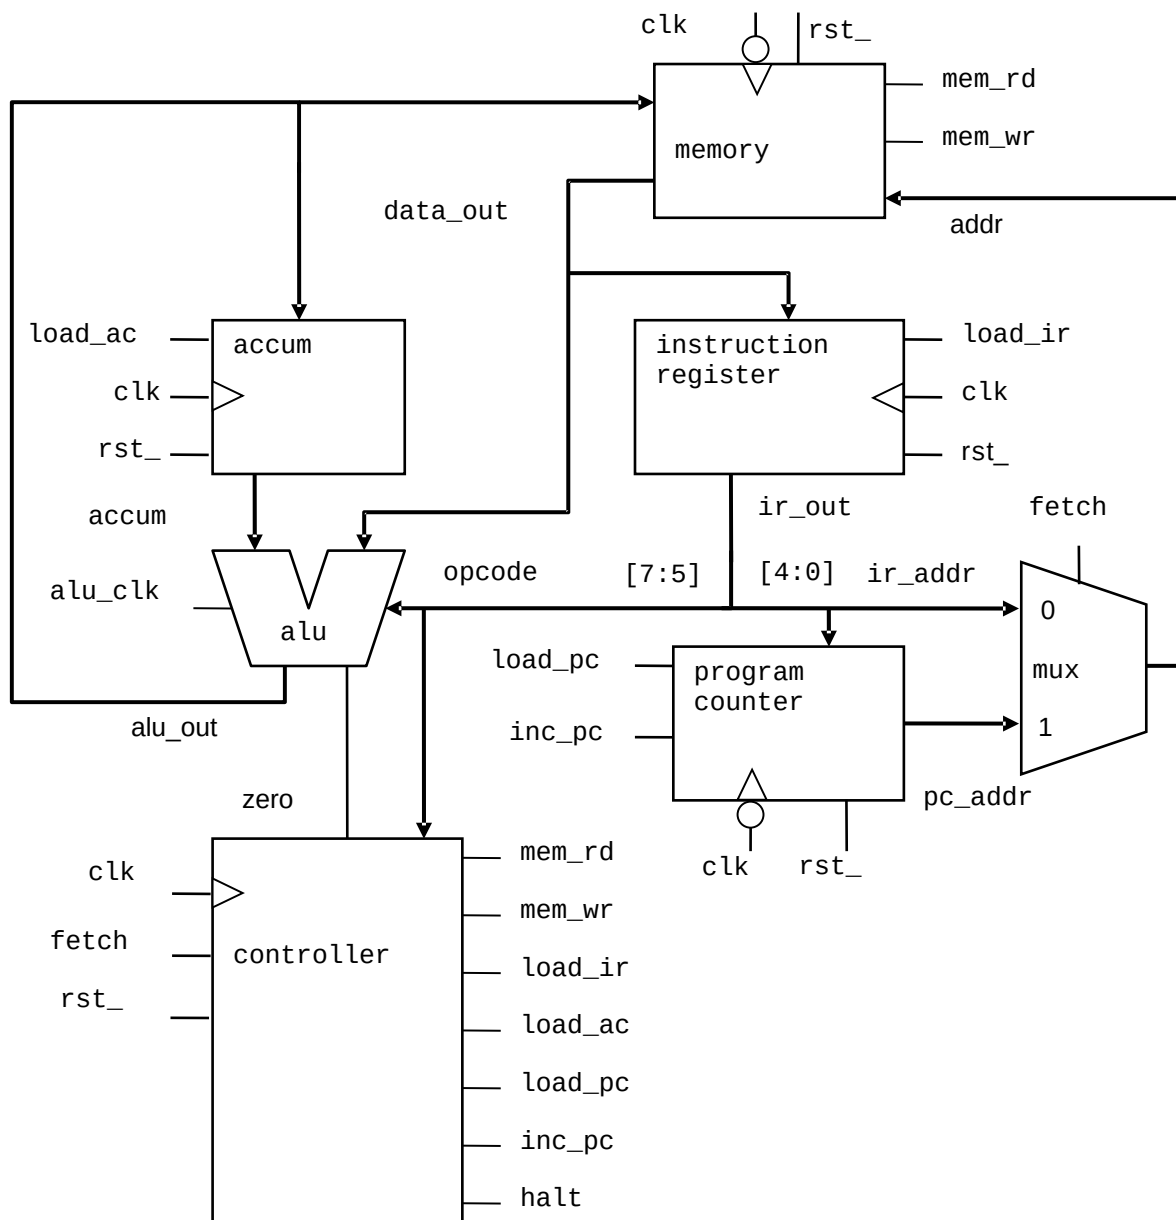 clk
rst_
mem_rd
mem_wr
memory
data_out
addr
load_ac
accum
clk
rst_
instruction
register
load_ir
clk
rst_
accum
ir_out
fetch
alu_clk
opcode
[7:5]
[4:0]
ir_addr
0
alu
load_pc
program
counter
mux
inc_pc
1
alu_out
pc_addr
zero
clk
rst_
clk
mem_rd
mem_wr
fetch
controller
load_ir
rst_
load_ac
load_pc
inc_pc
halt